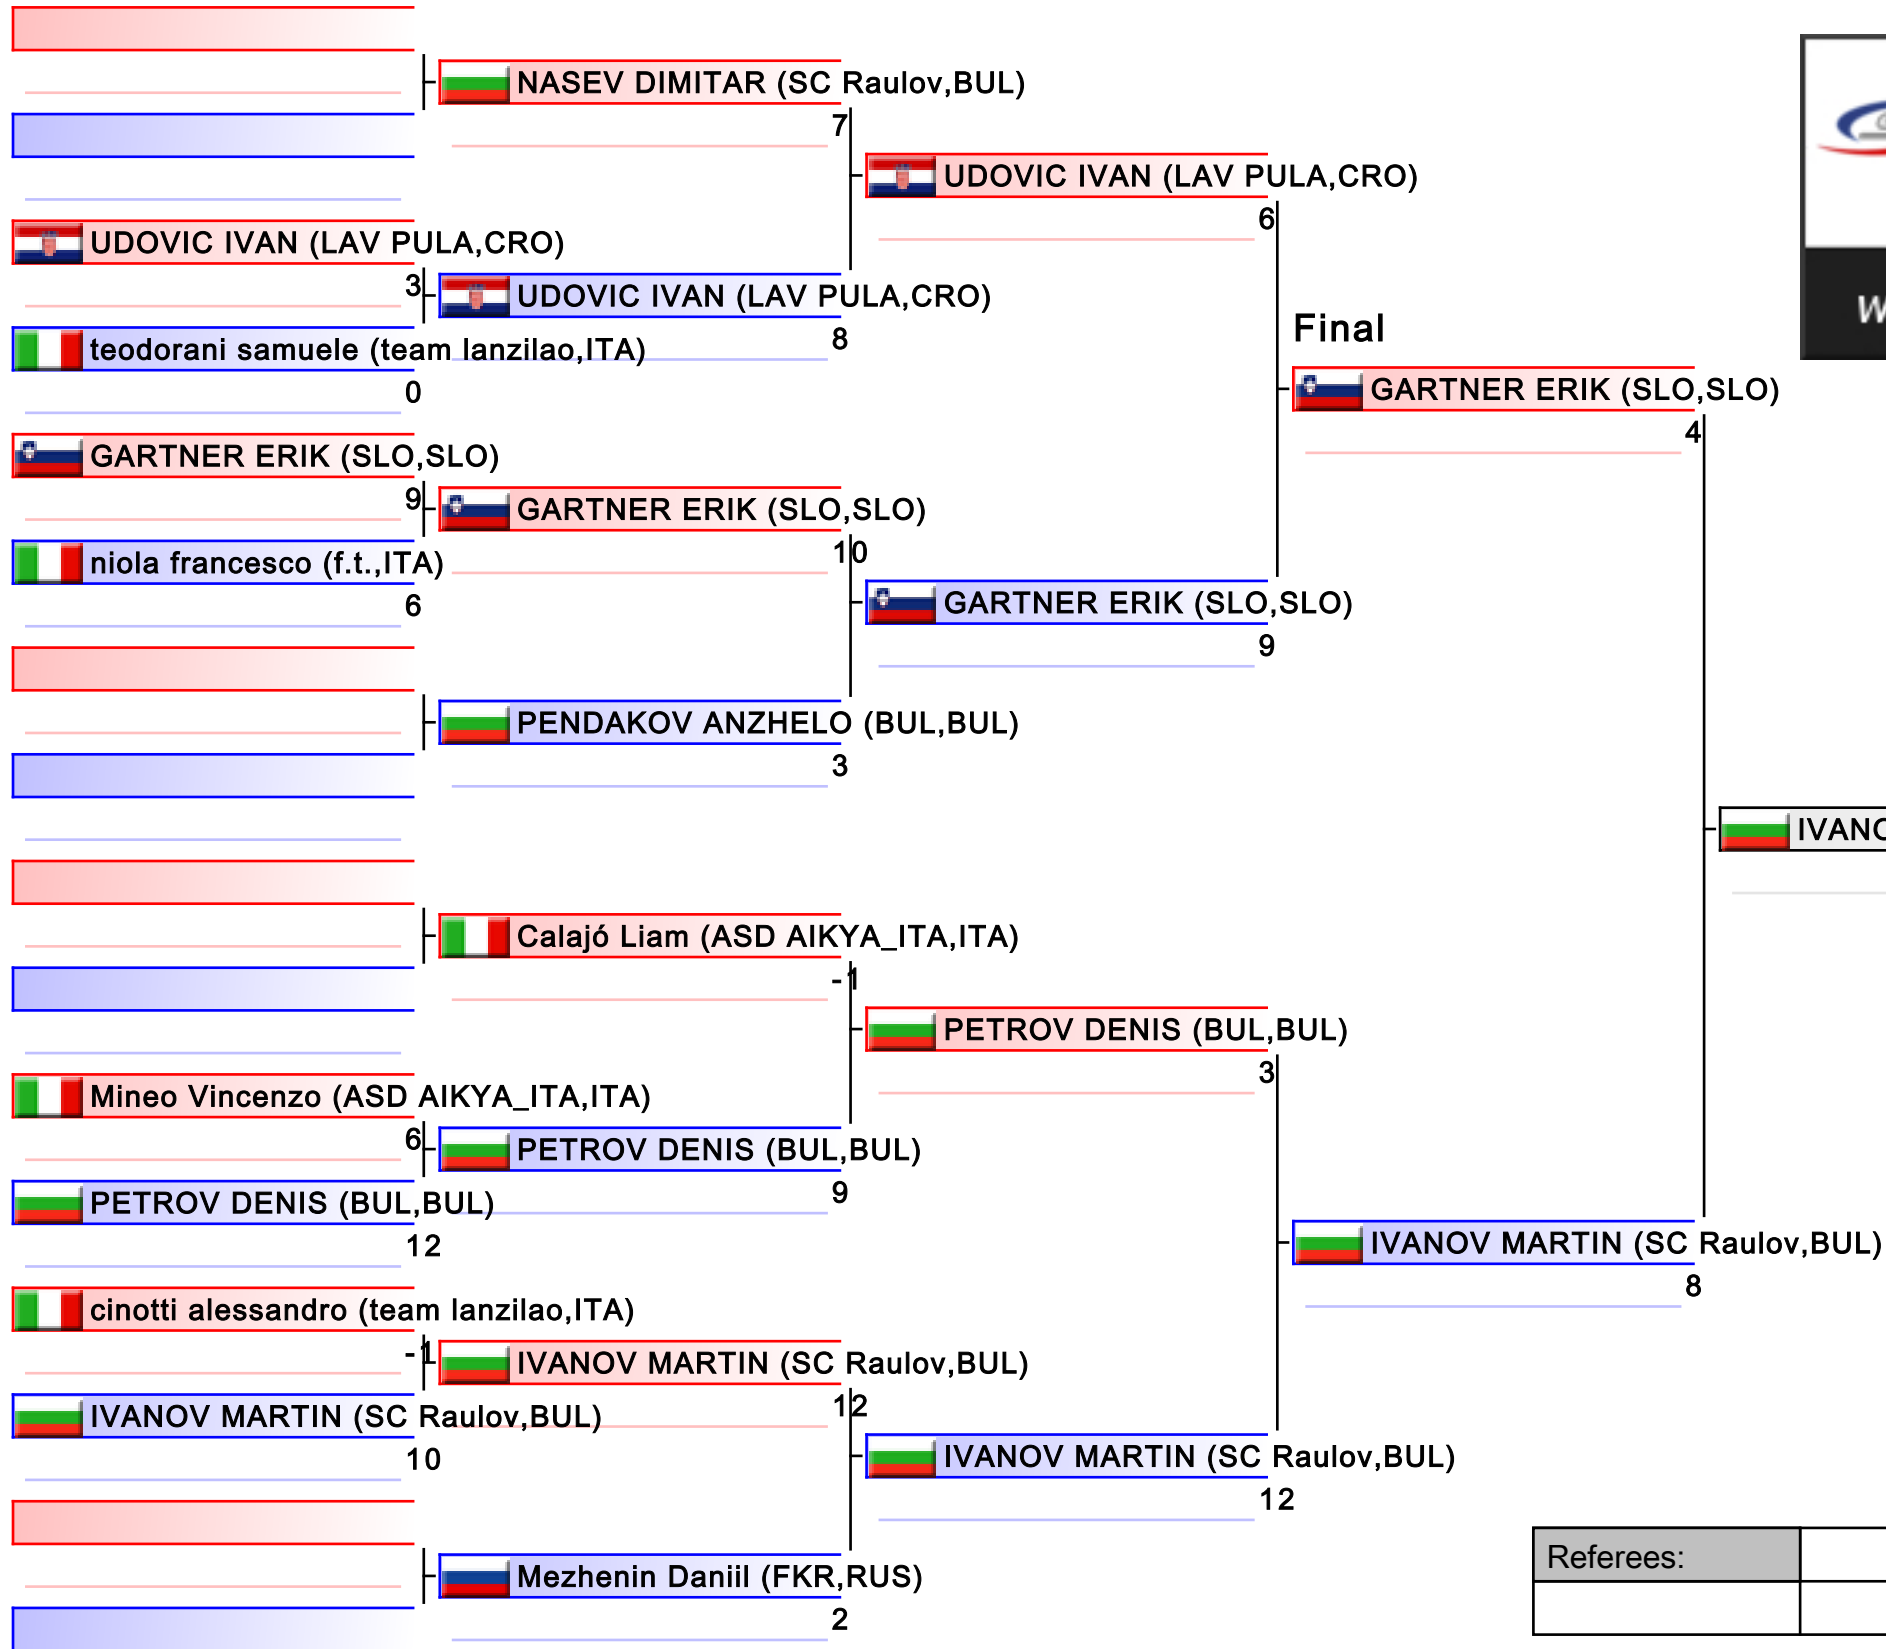 NASEV DIMITAR (SC Raulov,BUL)
7
UDOVIC IVAN (LAV PULA,CRO)
6
UDOVIC IVAN (LAV PULA,CRO)
3
UDOVIC IVAN (LAV PULA,CRO)
8
teodorani samuele (team lanzilao,ITA)
0
Final
GARTNER ERIK (SLO,SLO)
4
GARTNER ERIK (SLO,SLO)
9
GARTNER ERIK (SLO,SLO)
10
niola francesco (f.t.,ITA)
6
GARTNER ERIK (SLO,SLO)
9
PENDAKOV ANZHELO (BUL,BUL)
3
IVANO
Calajó Liam (ASD AIKYA_ITA,ITA)
-1
PETROV DENIS (BUL,BUL)
3
Mineo Vincenzo (ASD AIKYA_ITA,ITA)
6
PETROV DENIS (BUL,BUL)
9
PETROV DENIS (BUL,BUL)
12
IVANOV MARTIN (SC Raulov,BUL)
8
cinotti alessandro (team lanzilao,ITA)
-1
IVANOV MARTIN (SC Raulov,BUL)
12
IVANOV MARTIN (SC Raulov,BUL)
10
IVANOV MARTIN (SC Raulov,BUL)
12
Mezhenin Daniil (FKR,RUS)
2
Referees: